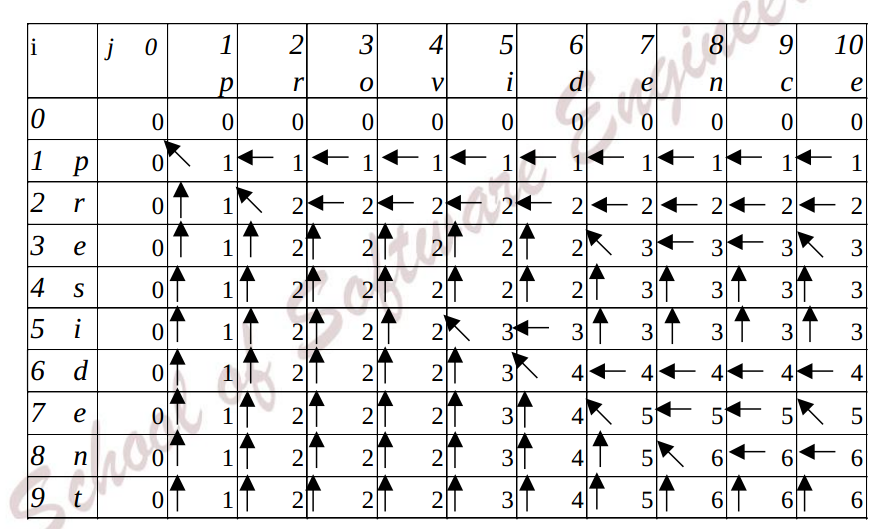 i j 0 1 2 3 4 5 6 7 8 9 10
p r o v i d e n c e
0 0 0 0 0 0 0 0 0 0 0 0
1 p 0 1 1 1 1 1 1 1 1 1 1
2 r 0 1 2 2 2 2 2 2 2 2 2
3 e 0 1 2 2 2 2 2 3 3 3 3
4 s 0 1 2 2 2 2 2 3 3 3 3
5 i 0 1 2 2 2 3 3 3 3 3 3
6 d 0 1 2 2 2 3 4 4 4 4 4
7 e 0 1 2 2 2 3 4 5 5 5 5
8 n 0 1 2 2 2 3 4 5 6 6 6
9 t 0 1 2 2 2 3 4 5 6 6 6
School of Software Engineer